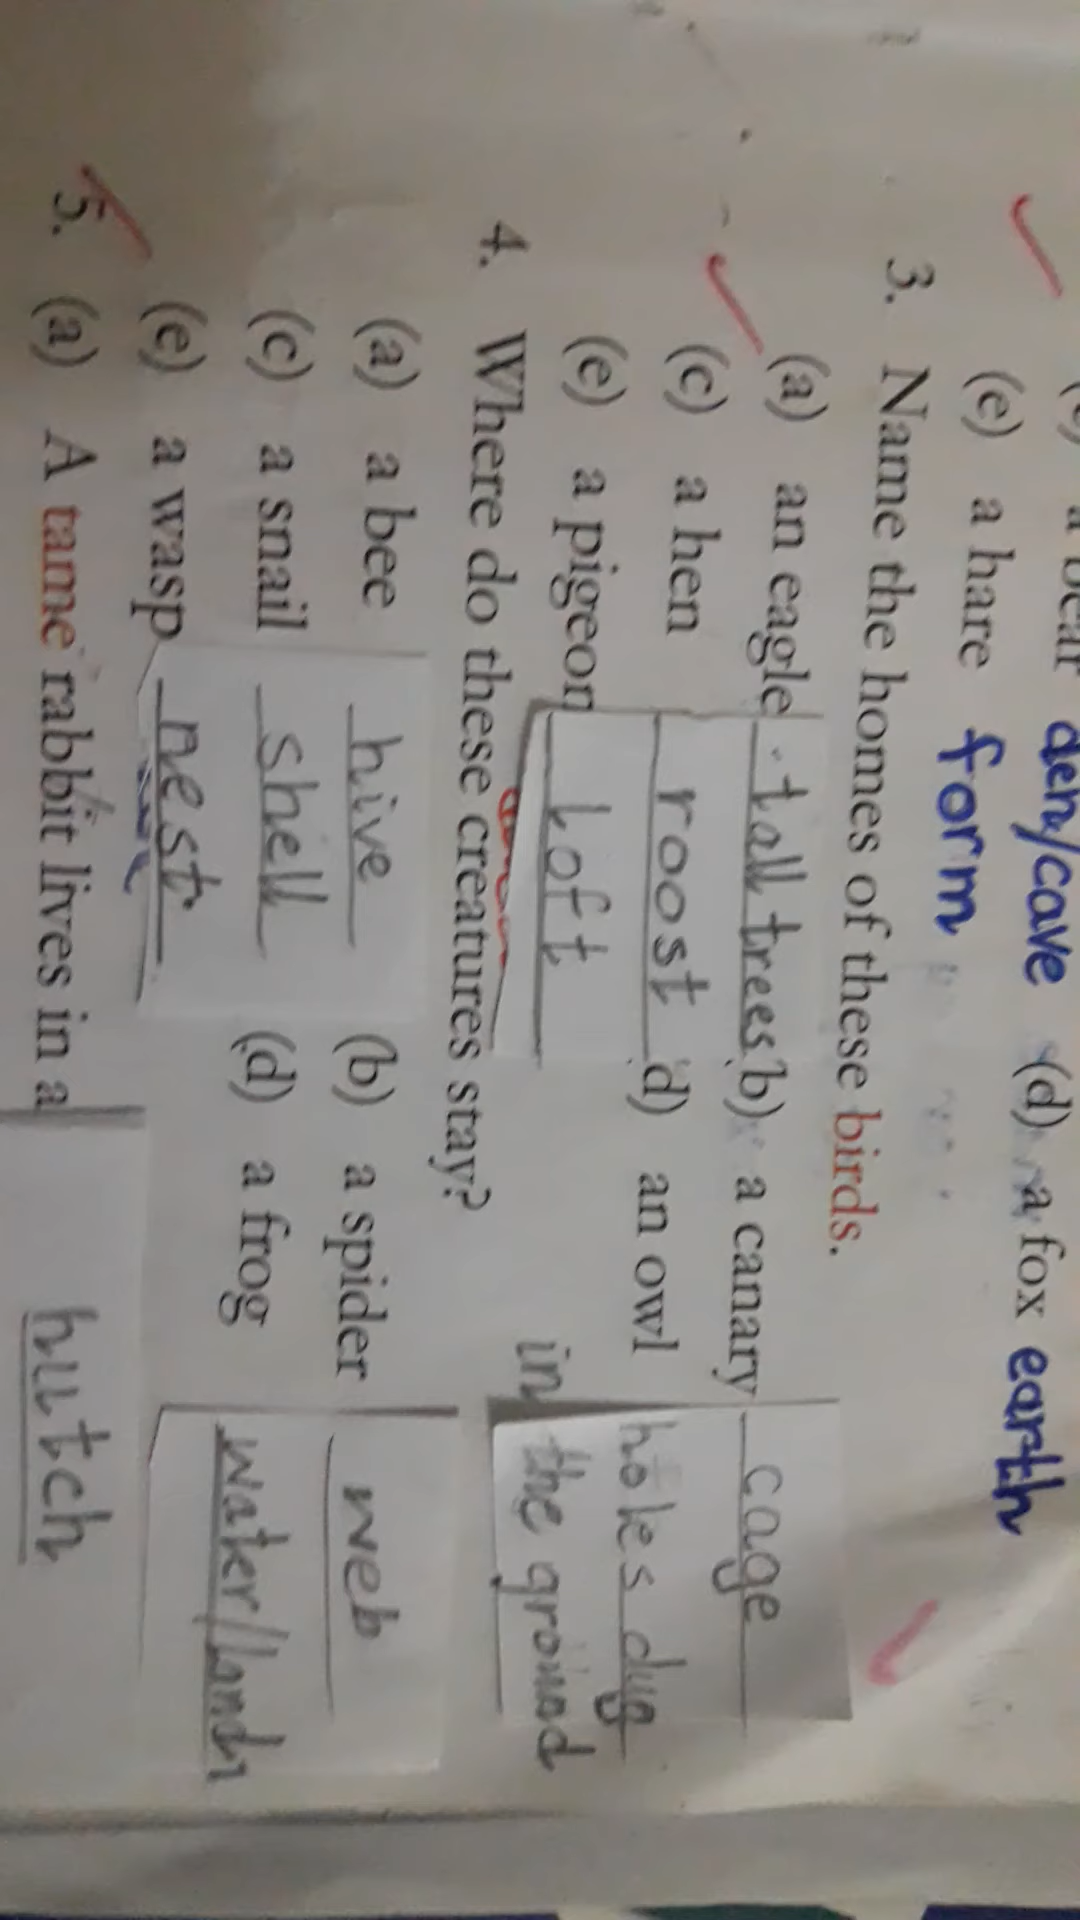 a bear den/cave (d) a fox earth
(e) a hare form
3. Name the homes of these birds.
(a) an eagle tall trees b) a canary cage
(c) a hen roost d) an owl holes dug
(e) a pigeon loft in the ground
4. Where do these creatures stay?
(a) a bee hive (b) a spider web
(c) a snail shell (d) a frog water/land
(e) a wasp nest
5. (a) A tame rabbit lives in a hutch